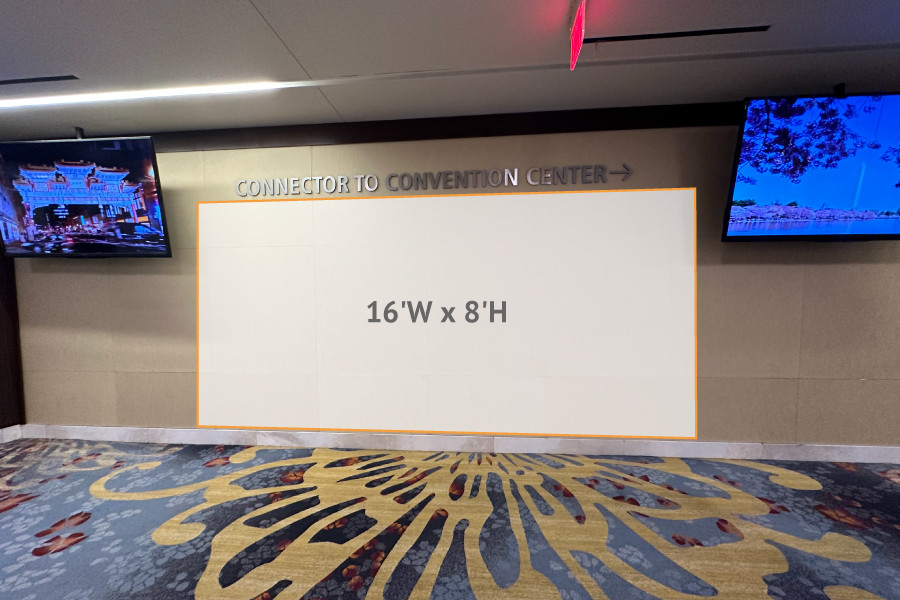 CONNECTOR TO CONVENTION CENTER→
16'W x 8'H